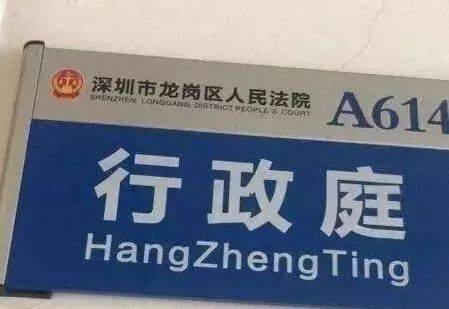 深圳市龙岗区人民法院
SHENZHEN LONGGANG DISTRICT PEOPLE'S COURT
A614
行政庭
HangZhengTing